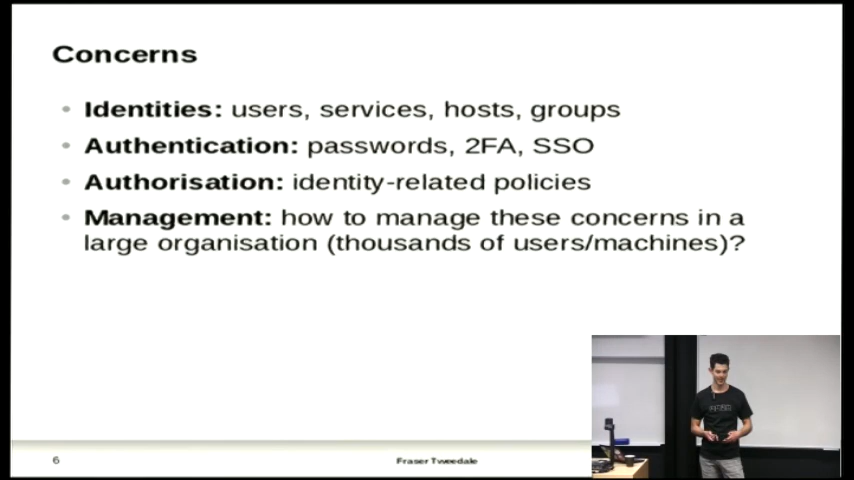 Concerns
Identities: users, services, hosts, groups
Authentication: passwords, 2FA, SSO
Authorisation: identity-related policies
Management: how to manage these concerns in a
large organisation (thousands of users/machines)?
6
Fraser Tweedale